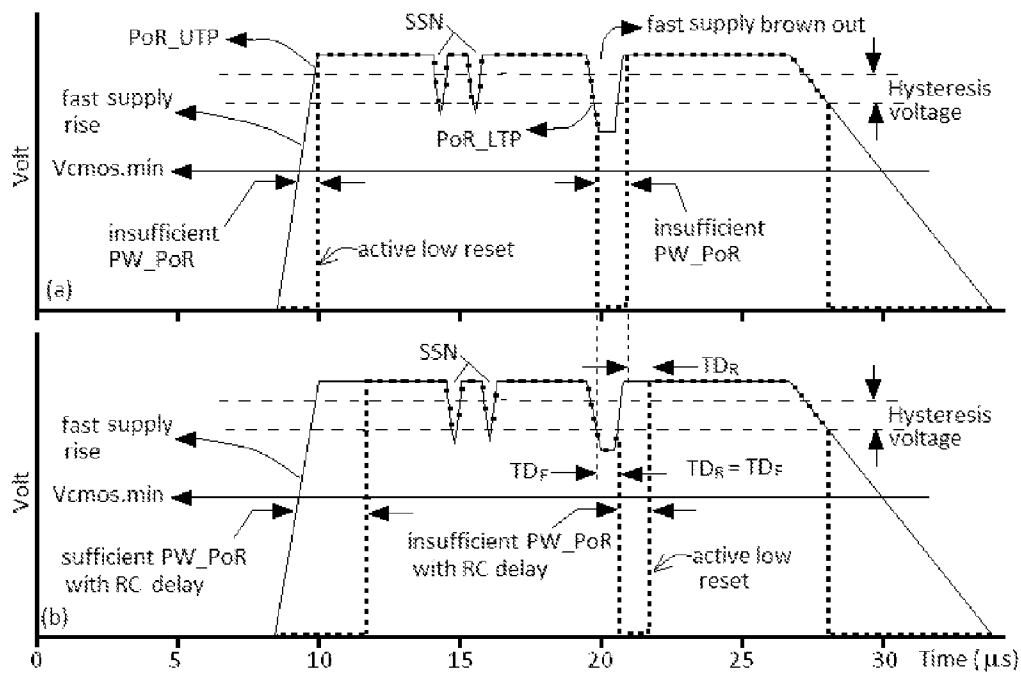 PoR_UTP
SSN
fast supply brown out
fast supply
rise
PoR_LTP
Hysteresis
voltage
Volt
Vcmos.min
insufficient
PW_PoR
active low reset
insufficient
PW_PoR
(a)
SSN
TDR
fast supply
rise
Hysteresis
voltage
TDF
TDR = TDF
Volt
Vcmos.min
sufficient PW_PoR
with RC delay
insufficient PW_PoR
with RC delay
active low
reset
(b)
0 5 10 15 20 25 30 Time (µs)